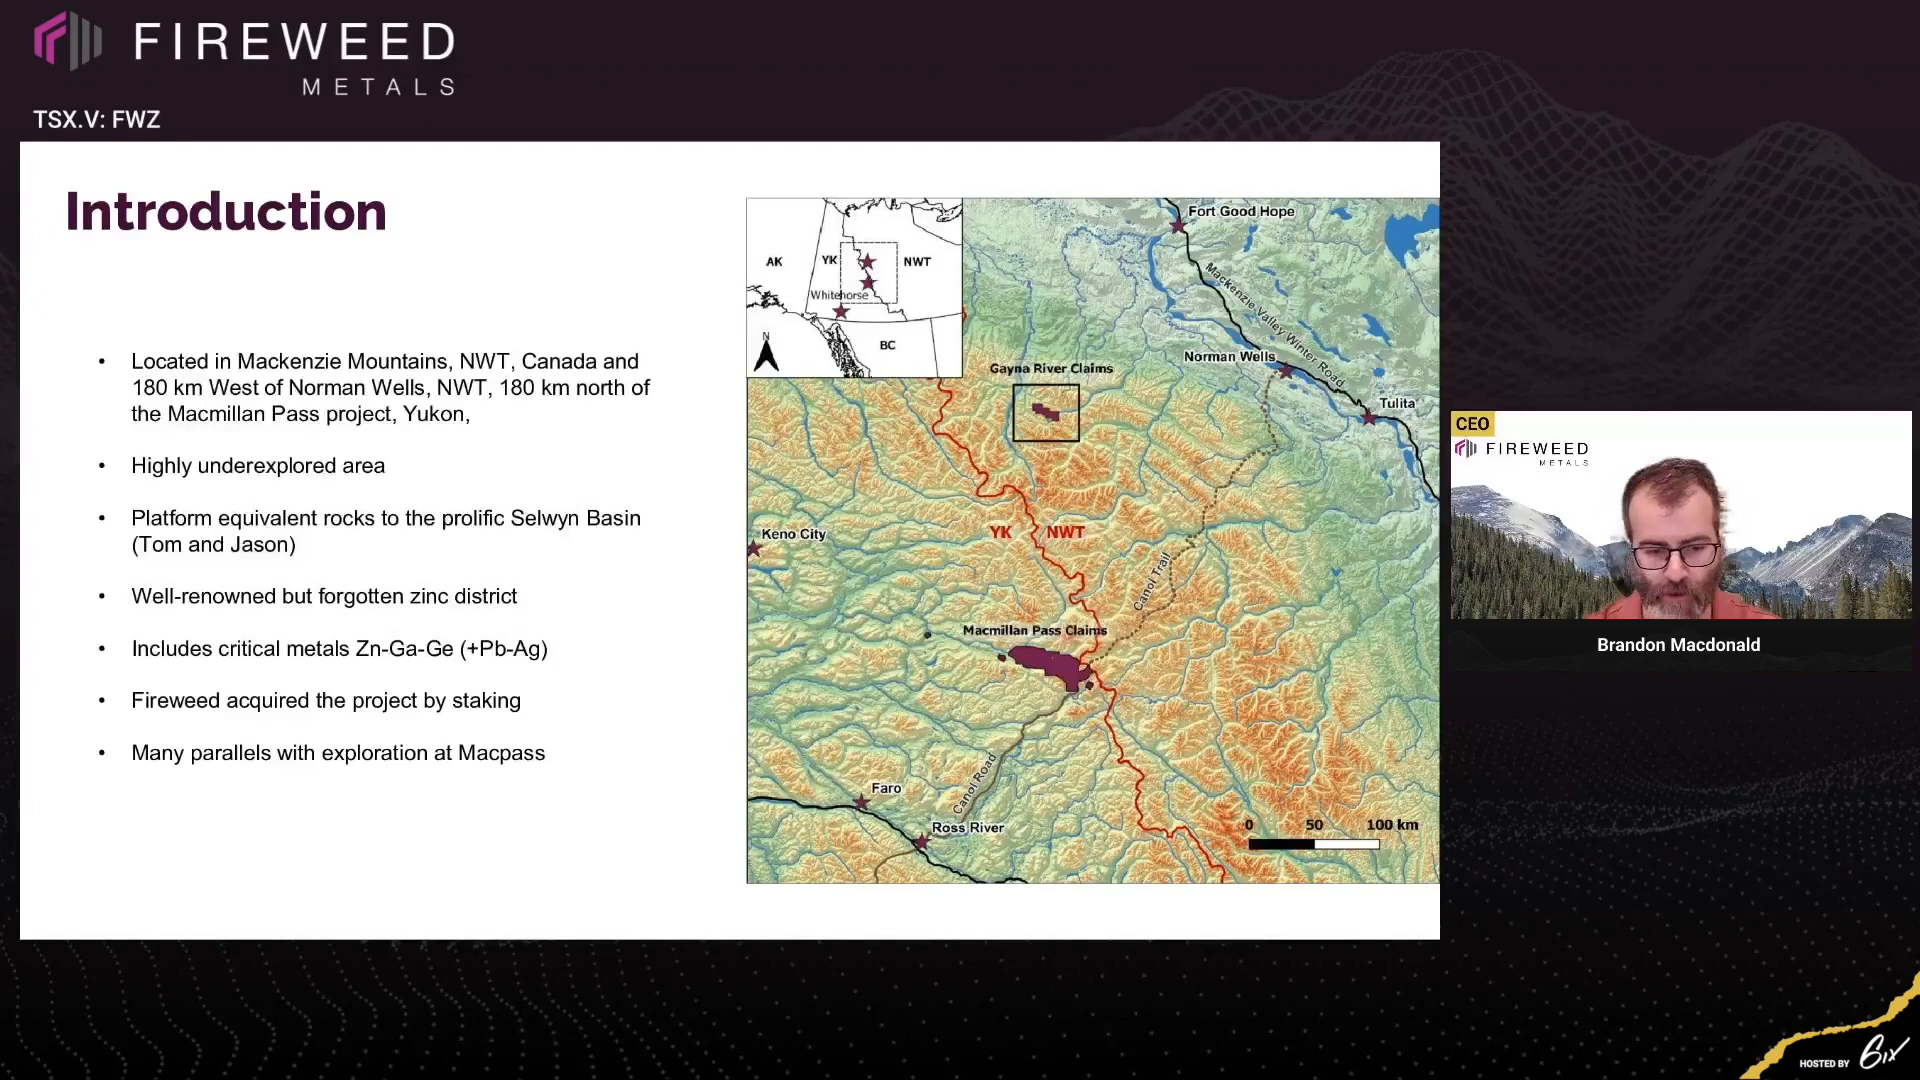 FIREWEED
METALS
TSX.V: FWZ
Introduction
• Located in Mackenzie Mountains, NWT, Canada and
180 km West of Norman Wells, NWT, 180 km north of
the Macmillan Pass project, Yukon,
• Highly underexplored area
• Platform equivalent rocks to the prolific Selwyn Basin
(Tom and Jason)
• Well-renowned but forgotten zinc district
• Includes critical metals Zn-Ga-Ge (+Pb-Ag)
• Fireweed acquired the project by staking
• Many parallels with exploration at Macpass
AK
YK
NWT
Whitehorse
BC
N
Fort Good Hope
Mackenzie Valley Winter Road
Norman Wells
Gayna River Claims
Tulita
Keno City
YK
NWT
Canol Trail
Macmillan Pass Claims
Canol Road
Faro
Ross River
0 50 100 km
CEO
FIREWEED
METALS
Brandon Macdonald
HOSTED BY 6ix